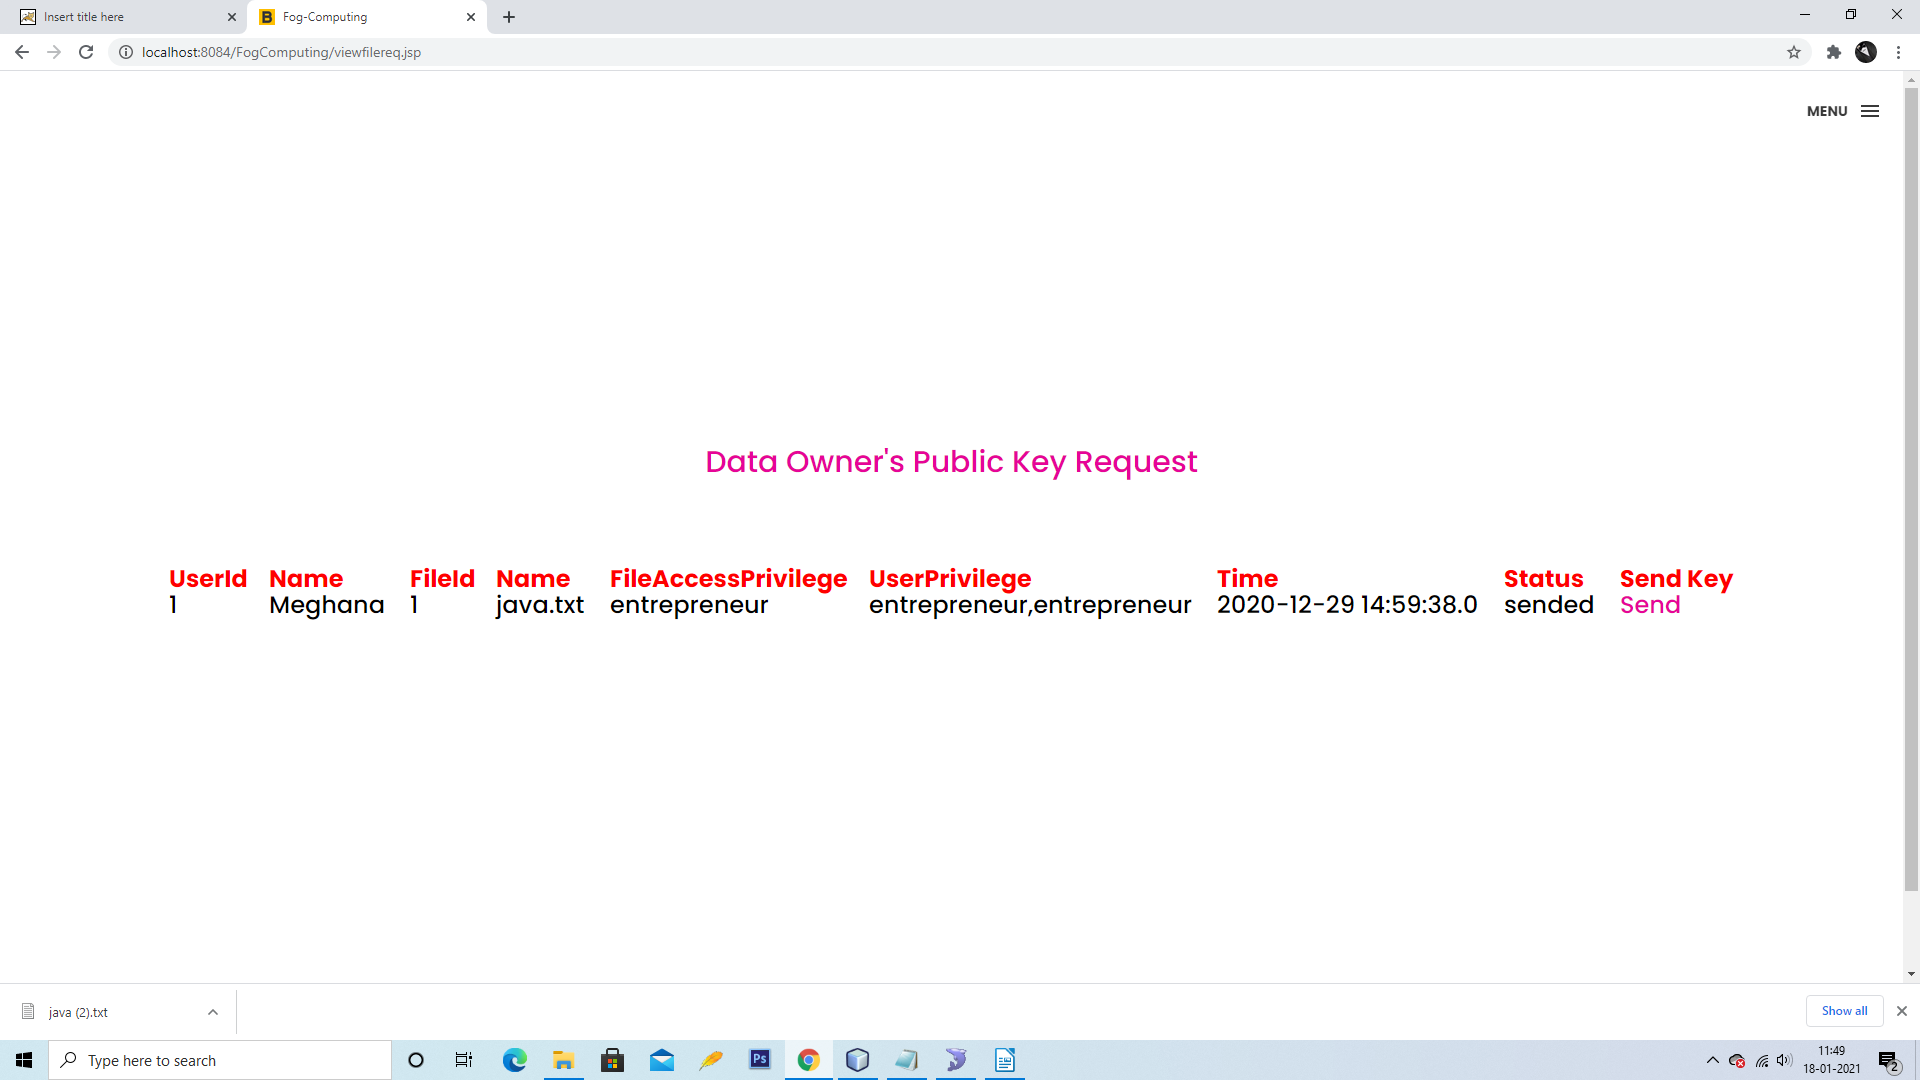 Insert title here
Fog-Computing
localhost:8084/FogComputing/viewfilereq.jsp
MENU
Data Owner's Public Key Request
UserId Name FileId Name FileAccessPrivilege UserPrivilege Time Status Send Key
1 Meghana 1 java.txt entrepreneur entrepreneur,entrepreneur 2020-12-29 14:59:38.0 sended Send
java (2).txt
Show all
Type here to search
Ps
11:49
18-01-2021
2